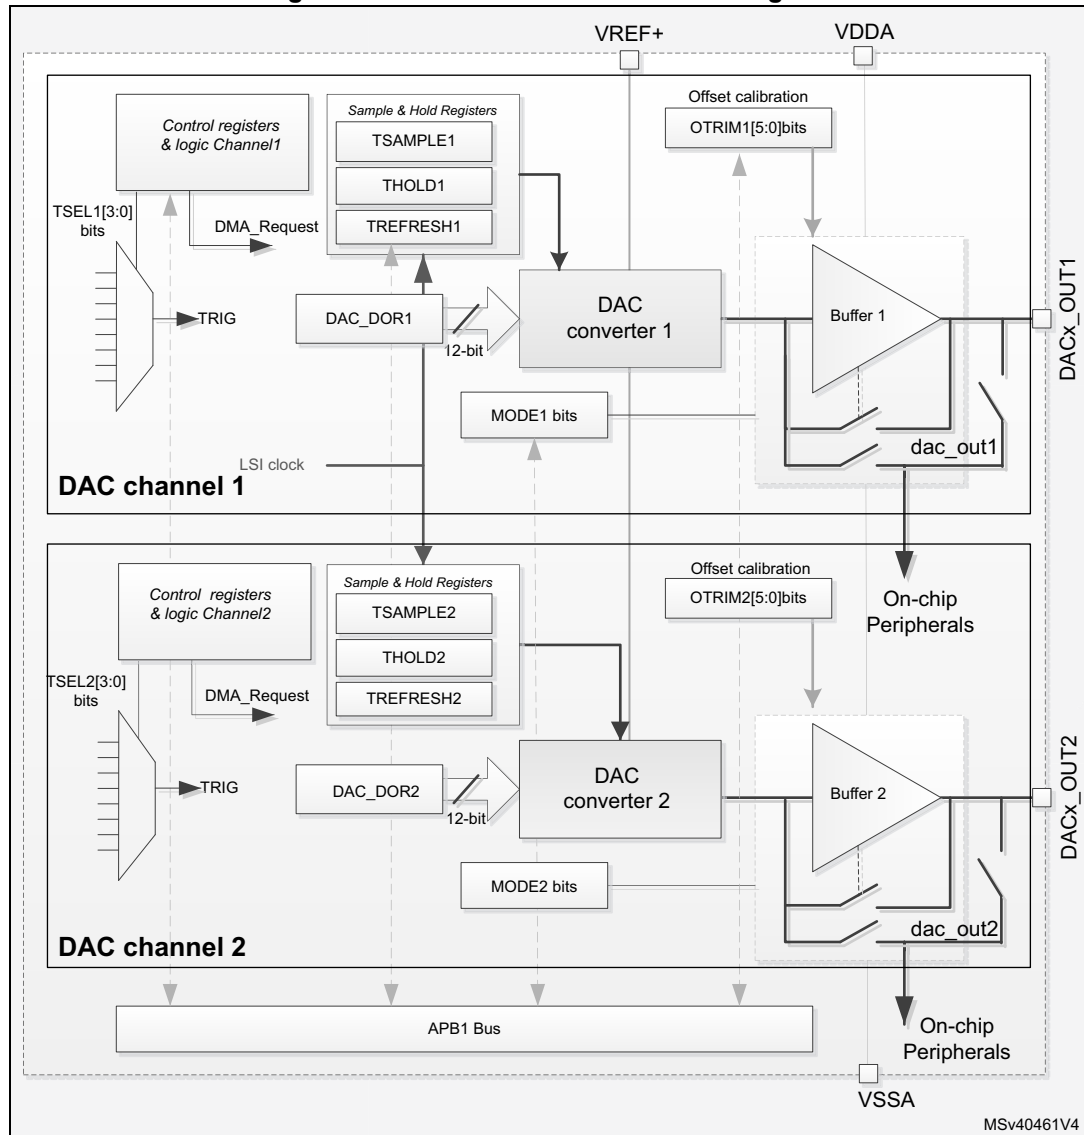 VREF+
VDDA
Control registers
& logic Channel1
Sample & Hold Registers
TSAMPLE1
THOLD1
TREFRESH1
Offset calibration
OTRIM1[5:0]bits
TSEL1[3:0]
bits
DMA_Request
TRIG
DAC_DOR1
12-bit
DAC
converter 1
Buffer 1
DACx_OUT1
MODE1 bits
dac_out1
LSI clock
DAC channel 1
On-chip
Peripherals
Control registers
& logic Channel2
Sample & Hold Registers
TSAMPLE2
THOLD2
TREFRESH2
Offset calibration
OTRIM2[5:0]bits
TSEL2[3:0]
bits
DMA_Request
TRIG
DAC_DOR2
12-bit
DAC
converter 2
Buffer 2
DACx_OUT2
MODE2 bits
dac_out2
DAC channel 2
APB1 Bus
On-chip
Peripherals
VSSA
MSv40461V4